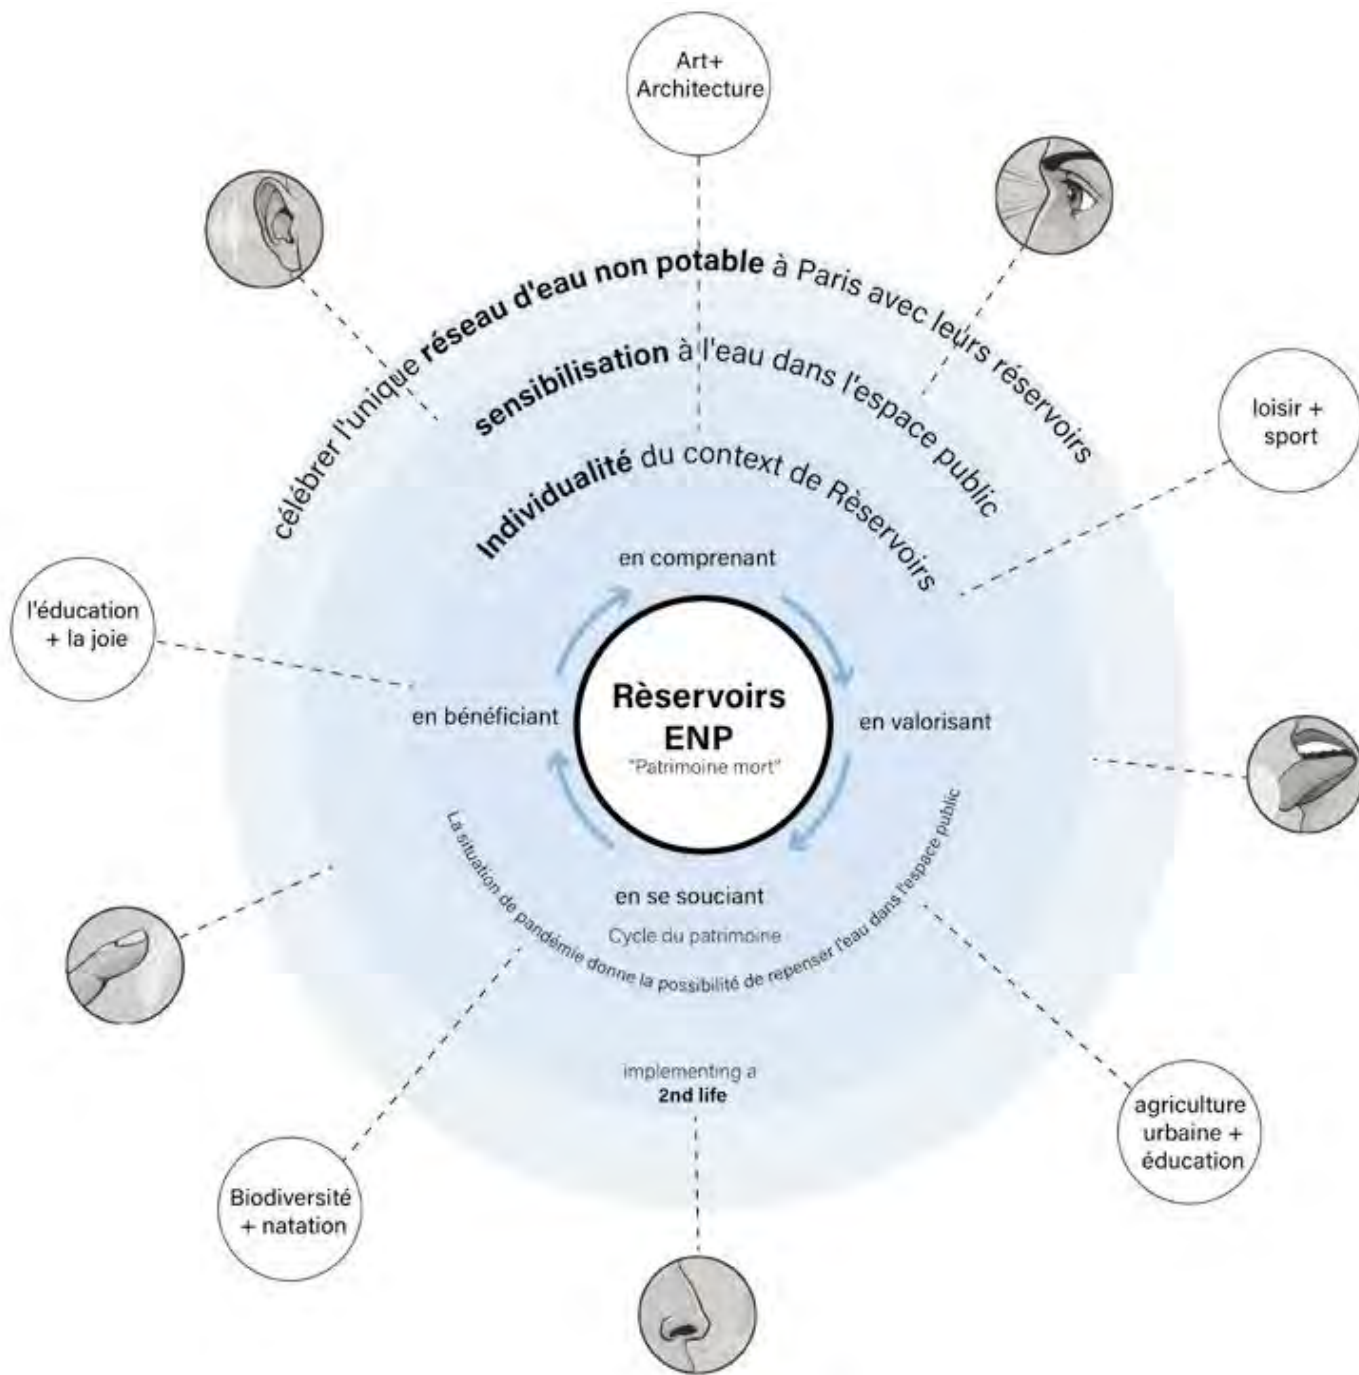 Art+
Architecture
célébrer l'unique réseau d'eau non potable à Paris avec leurs réservoirs
sensibilisation à l'eau dans l'espace public
Individualité du context de Rèservoirs
loisir +
sport
l'éducation
+ la joie
en comprenant
en bénéficiant
Rèservoirs
ENP
"Patrimoine mort"
en valorisant
en se souciant
Cycle du patrimoine
La situation de pandémie donne la possibilité de repenser l'eau dans l'espace public
implementing a
2nd life
agriculture
urbaine +
éducation
Biodiversité
+ natation